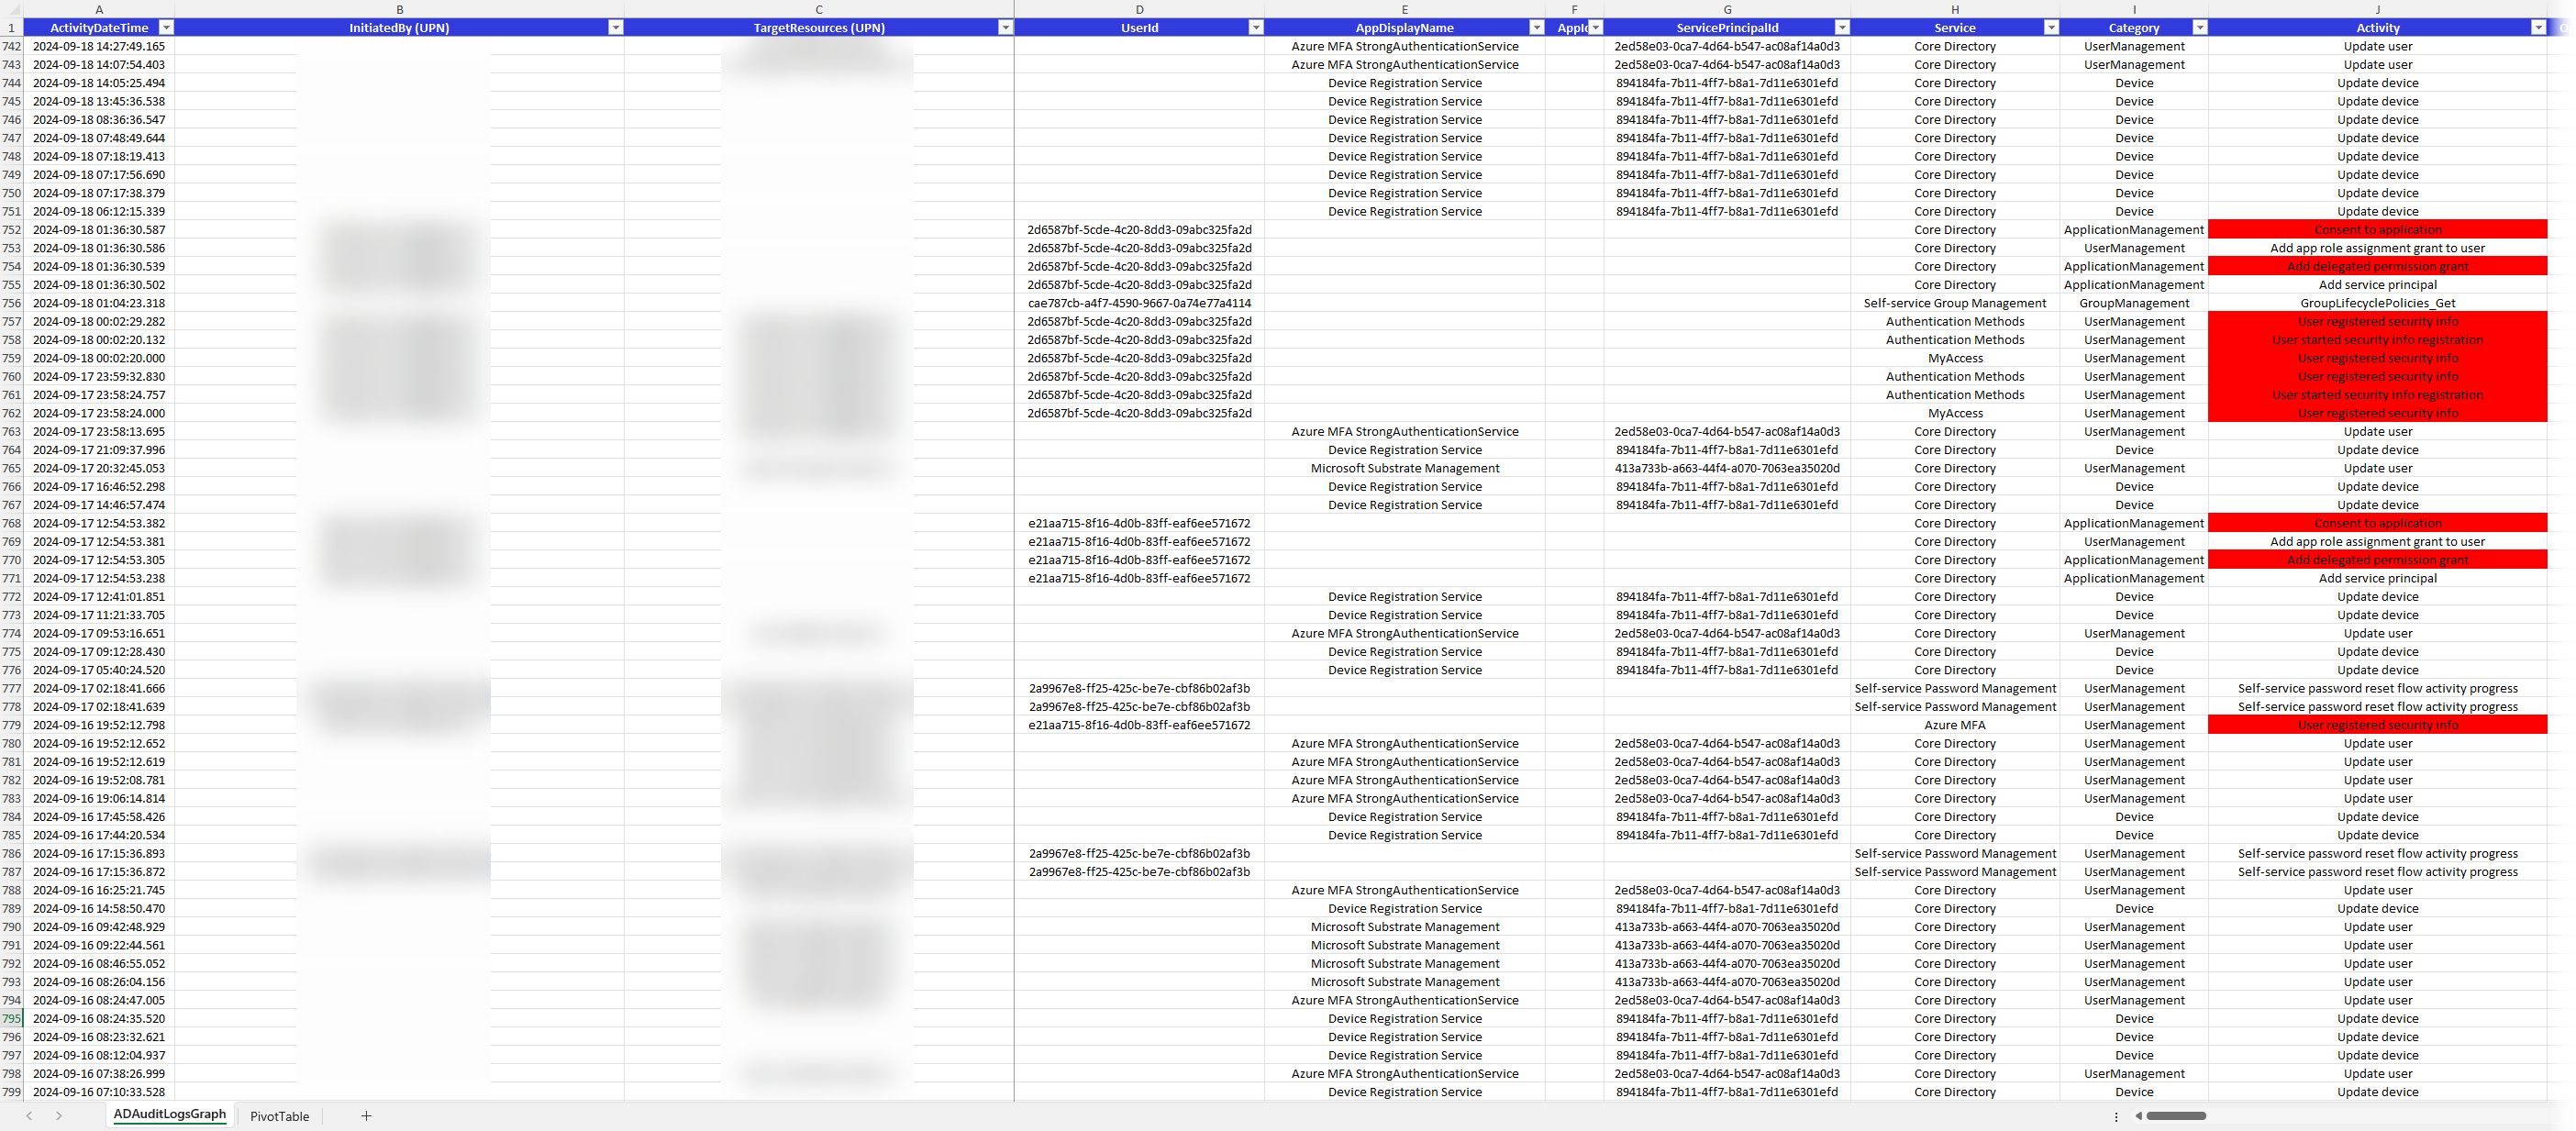 A B C D E F G H I J
1 ActivityDateTime InitiatedBy (UPN) TargetResources (UPN) UserId AppDisplayName AppId ServicePrincipalId Service Category Activity
742 2024-09-18 14:27:49.165 Azure MFA StrongAuthenticationService 2ed58e03-0ca7-4d64-b547-ac08af14a0d3 Core Directory UserManagement Update user
743 2024-09-18 14:07:54.403 Azure MFA StrongAuthenticationService 2ed58e03-0ca7-4d64-b547-ac08af14a0d3 Core Directory UserManagement Update user
744 2024-09-18 14:05:25.494 Device Registration Service 894184fa-7b11-4ff7-b8a1-7d11e6301efd Core Directory Device Update device
745 2024-09-18 13:45:36.538 Device Registration Service 894184fa-7b11-4ff7-b8a1-7d11e6301efd Core Directory Device Update device
746 2024-09-18 08:36:36.547 Device Registration Service 894184fa-7b11-4ff7-b8a1-7d11e6301efd Core Directory Device Update device
747 2024-09-18 07:48:49.644 Device Registration Service 894184fa-7b11-4ff7-b8a1-7d11e6301efd Core Directory Device Update device
748 2024-09-18 07:18:19.413 Device Registration Service 894184fa-7b11-4ff7-b8a1-7d11e6301efd Core Directory Device Update device
749 2024-09-18 07:17:56.690 Device Registration Service 894184fa-7b11-4ff7-b8a1-7d11e6301efd Core Directory Device Update device
750 2024-09-18 07:17:38.379 Device Registration Service 894184fa-7b11-4ff7-b8a1-7d11e6301efd Core Directory Device Update device
751 2024-09-18 06:12:15.339 Device Registration Service 894184fa-7b11-4ff7-b8a1-7d11e6301efd Core Directory Device Update device
752 2024-09-18 01:36:30.587 2d6587bf-5cde-4c20-8dd3-09abc325fa2d Core Directory ApplicationManagement Consent to application
753 2024-09-18 01:36:30.586 2d6587bf-5cde-4c20-8dd3-09abc325fa2d Core Directory UserManagement Add app role assignment grant to user
754 2024-09-18 01:36:30.539 2d6587bf-5cde-4c20-8dd3-09abc325fa2d Core Directory ApplicationManagement Add delegated permission grant
755 2024-09-18 01:36:30.502 2d6587bf-5cde-4c20-8dd3-09abc325fa2d Core Directory ApplicationManagement Add service principal
756 2024-09-18 01:04:23.318 cae787cb-a4f7-4590-9667-0a74e77a4114 Self-service Group Management GroupManagement GroupLifecyclePolicies_Get
757 2024-09-18 00:02:29.282 2d6587bf-5cde-4c20-8dd3-09abc325fa2d Authentication Methods UserManagement User registered security info
758 2024-09-18 00:02:20.132 2d6587bf-5cde-4c20-8dd3-09abc325fa2d Authentication Methods UserManagement User started security info registration
759 2024-09-18 00:02:20.000 2d6587bf-5cde-4c20-8dd3-09abc325fa2d MyAccess UserManagement User registered security info
760 2024-09-17 23:59:32.830 2d6587bf-5cde-4c20-8dd3-09abc325fa2d Authentication Methods UserManagement User registered security info
761 2024-09-17 23:58:24.757 2d6587bf-5cde-4c20-8dd3-09abc325fa2d Authentication Methods UserManagement User started security info registration
762 2024-09-17 23:58:24.000 2d6587bf-5cde-4c20-8dd3-09abc325fa2d MyAccess UserManagement User registered security info
763 2024-09-17 23:58:13.695 Azure MFA StrongAuthenticationService 2ed58e03-0ca7-4d64-b547-ac08af14a0d3 Core Directory UserManagement Update user
764 2024-09-17 21:09:37.996 Device Registration Service 894184fa-7b11-4ff7-b8a1-7d11e6301efd Core Directory Device Update device
765 2024-09-17 20:32:45.053 Microsoft Substrate Management 413a733b-a663-44f4-a070-7063ea35020d Core Directory UserManagement Update user
766 2024-09-17 16:46:52.298 Device Registration Service 894184fa-7b11-4ff7-b8a1-7d11e6301efd Core Directory Device Update device
767 2024-09-17 14:46:57.474 Device Registration Service 894184fa-7b11-4ff7-b8a1-7d11e6301efd Core Directory Device Update device
768 2024-09-17 12:54:53.382 e21aa715-8f16-4d0b-83ff-eaf6ee571672 Core Directory ApplicationManagement Consent to application
769 2024-09-17 12:54:53.381 e21aa715-8f16-4d0b-83ff-eaf6ee571672 Core Directory UserManagement Add app role assignment grant to user
770 2024-09-17 12:54:53.305 e21aa715-8f16-4d0b-83ff-eaf6ee571672 Core Directory ApplicationManagement Add delegated permission grant
771 2024-09-17 12:54:53.238 e21aa715-8f16-4d0b-83ff-eaf6ee571672 Core Directory ApplicationManagement Add service principal
772 2024-09-17 12:41:01.851 Device Registration Service 894184fa-7b11-4ff7-b8a1-7d11e6301efd Core Directory Device Update device
773 2024-09-17 11:21:33.705 Device Registration Service 894184fa-7b11-4ff7-b8a1-7d11e6301efd Core Directory Device Update device
774 2024-09-17 09:53:16.651 Azure MFA StrongAuthenticationService 2ed58e03-0ca7-4d64-b547-ac08af14a0d3 Core Directory UserManagement Update user
775 2024-09-17 09:12:28.430 Device Registration Service 894184fa-7b11-4ff7-b8a1-7d11e6301efd Core Directory Device Update device
776 2024-09-17 05:40:24.520 Device Registration Service 894184fa-7b11-4ff7-b8a1-7d11e6301efd Core Directory Device Update device
777 2024-09-17 02:18:41.666 2a9967e8-ff25-425c-be7e-cbf86b02af3b Self-service Password Management UserManagement Self-service password reset flow activity progress
778 2024-09-17 02:18:41.639 2a9967e8-ff25-425c-be7e-cbf86b02af3b Self-service Password Management UserManagement Self-service password reset flow activity progress
779 2024-09-16 19:52:12.798 e21aa715-8f16-4d0b-83ff-eaf6ee571672 Azure MFA UserManagement User registered security info
780 2024-09-16 19:52:12.652 Azure MFA StrongAuthenticationService 2ed58e03-0ca7-4d64-b547-ac08af14a0d3 Core Directory UserManagement Update user
781 2024-09-16 19:52:12.619 Azure MFA StrongAuthenticationService 2ed58e03-0ca7-4d64-b547-ac08af14a0d3 Core Directory UserManagement Update user
782 2024-09-16 19:52:08.781 Azure MFA StrongAuthenticationService 2ed58e03-0ca7-4d64-b547-ac08af14a0d3 Core Directory UserManagement Update user
783 2024-09-16 19:06:14.814 Azure MFA StrongAuthenticationService 2ed58e03-0ca7-4d64-b547-ac08af14a0d3 Core Directory UserManagement Update user
784 2024-09-16 17:45:58.426 Device Registration Service 894184fa-7b11-4ff7-b8a1-7d11e6301efd Core Directory Device Update device
785 2024-09-16 17:44:20.534 Device Registration Service 894184fa-7b11-4ff7-b8a1-7d11e6301efd Core Directory Device Update device
786 2024-09-16 17:15:36.893 2a9967e8-ff25-425c-be7e-cbf86b02af3b Self-service Password Management UserManagement Self-service password reset flow activity progress
787 2024-09-16 17:15:36.872 2a9967e8-ff25-425c-be7e-cbf86b02af3b Self-service Password Management UserManagement Self-service password reset flow activity progress
788 2024-09-16 16:25:21.745 Azure MFA StrongAuthenticationService 2ed58e03-0ca7-4d64-b547-ac08af14a0d3 Core Directory UserManagement Update user
789 2024-09-16 14:58:50.470 Device Registration Service 894184fa-7b11-4ff7-b8a1-7d11e6301efd Core Directory Device Update device
790 2024-09-16 09:42:48.929 Microsoft Substrate Management 413a733b-a663-44f4-a070-7063ea35020d Core Directory UserManagement Update user
791 2024-09-16 09:22:44.561 Microsoft Substrate Management 413a733b-a663-44f4-a070-7063ea35020d Core Directory UserManagement Update user
792 2024-09-16 08:46:55.052 Microsoft Substrate Management 413a733b-a663-44f4-a070-7063ea35020d Core Directory UserManagement Update user
793 2024-09-16 08:26:04.156 Microsoft Substrate Management 413a733b-a663-44f4-a070-7063ea35020d Core Directory UserManagement Update user
794 2024-09-16 08:24:47.005 Azure MFA StrongAuthenticationService 2ed58e03-0ca7-4d64-b547-ac08af14a0d3 Core Directory UserManagement Update user
795 2024-09-16 08:24:35.520 Device Registration Service 894184fa-7b11-4ff7-b8a1-7d11e6301efd Core Directory Device Update device
796 2024-09-16 08:23:32.621 Device Registration Service 894184fa-7b11-4ff7-b8a1-7d11e6301efd Core Directory Device Update device
797 2024-09-16 08:12:04.937 Device Registration Service 894184fa-7b11-4ff7-b8a1-7d11e6301efd Core Directory Device Update device
798 2024-09-16 07:38:26.999 Azure MFA StrongAuthenticationService 2ed58e03-0ca7-4d64-b547-ac08af14a0d3 Core Directory UserManagement Update user
799 2024-09-16 07:10:33.528 Device Registration Service 894184fa-7b11-4ff7-b8a1-7d11e6301efd Core Directory Device Update device
ADAuditLogsGraph PivotTable